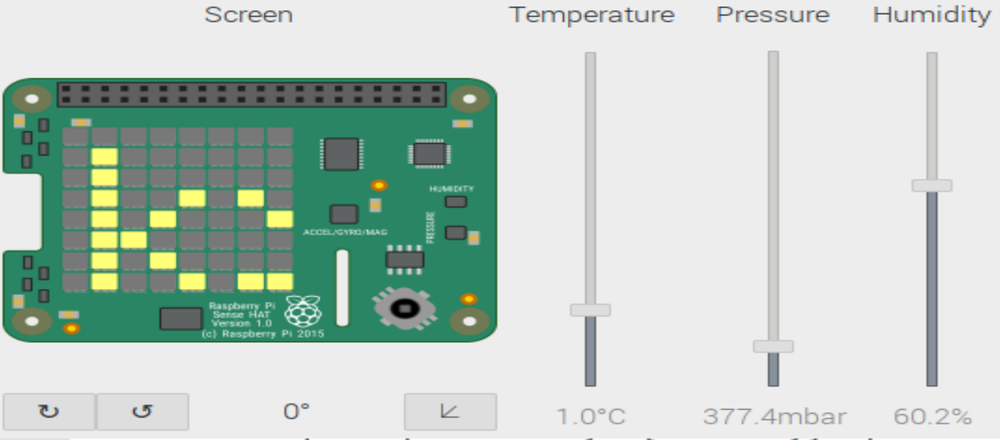 Screen Temperature Pressure Humidity
HUMIDITY
PRESSURE
ACCEL/GYRO/MAG
Raspberry Pi
Sense HAT
Version 1.0
(c) Raspberry Pi 2015
0° 1.0°C 377.4mbar 60.2%